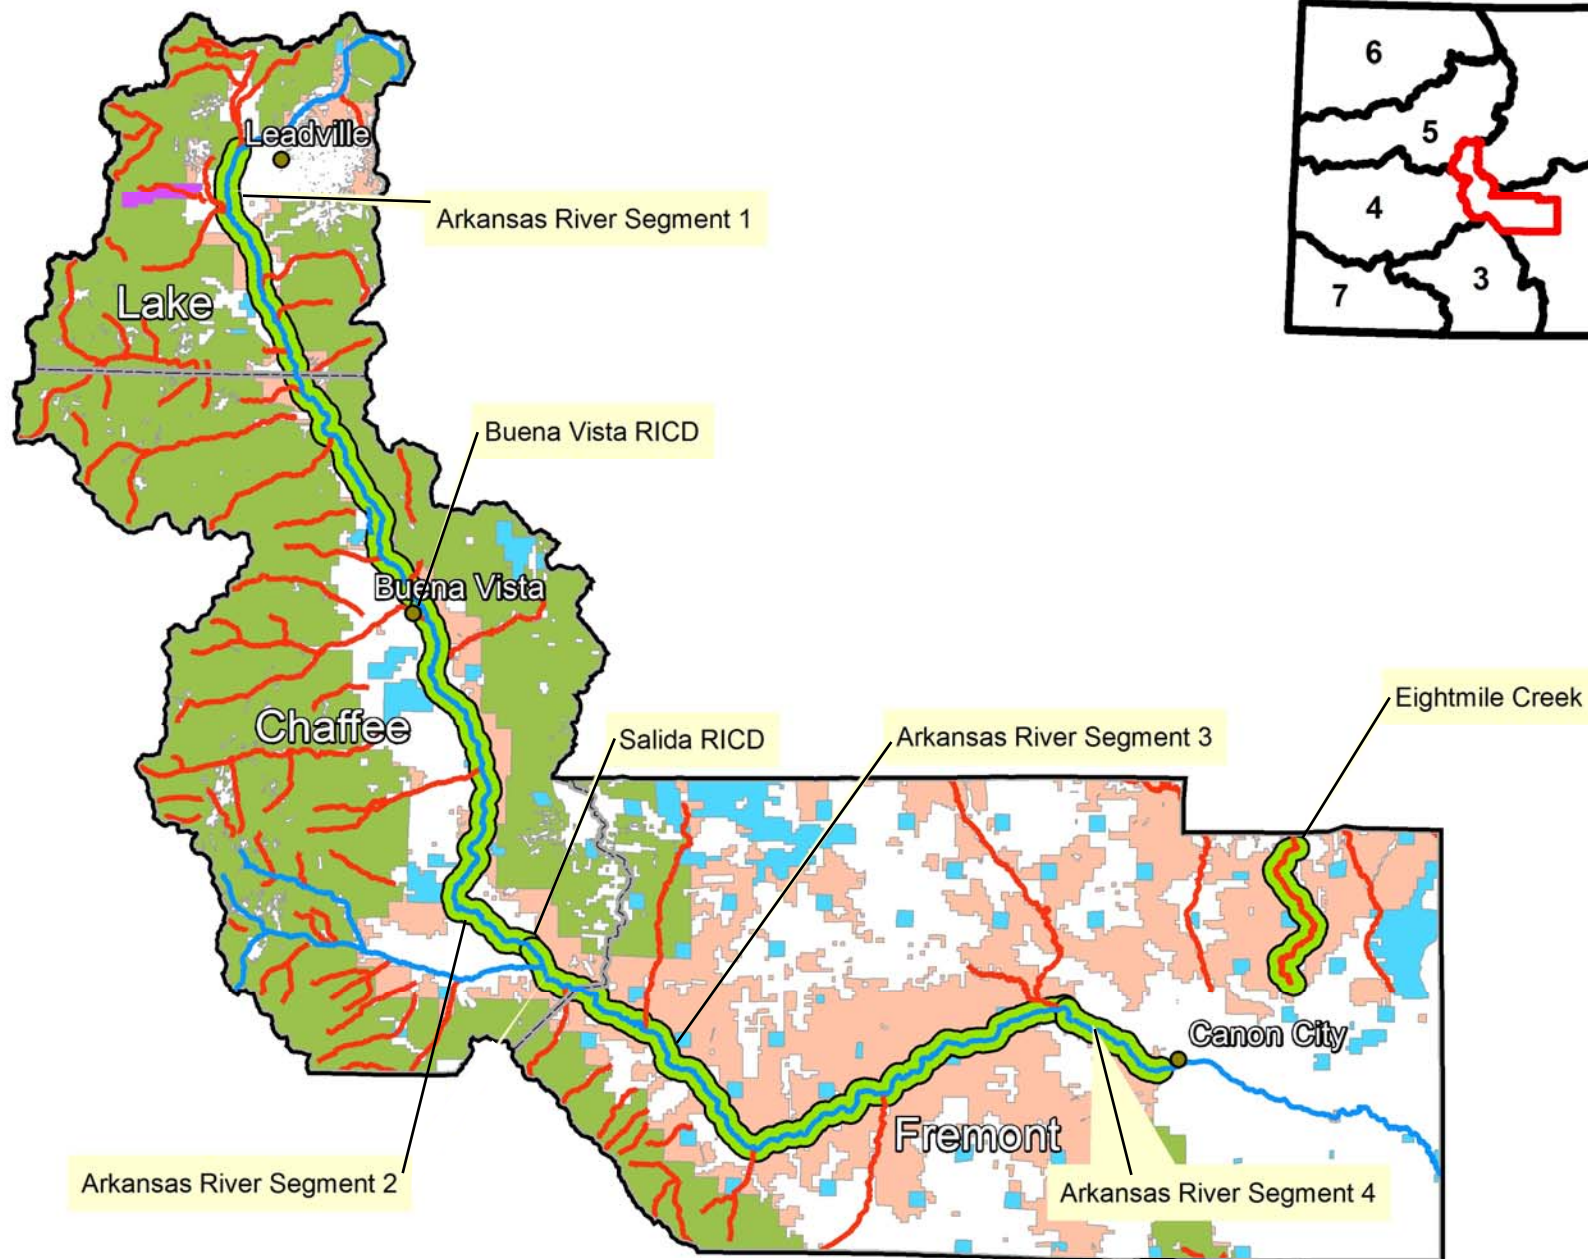 6
5
4
3
7
Leadville
Arkansas River Segment 1
Lake
Buena Vista RICD
Buena Vista
Eightmile Creek
Chaffee
Salida RICD
Arkansas River Segment 3
Canon City
Fremont
Arkansas River Segment 2
Arkansas River Segment 4